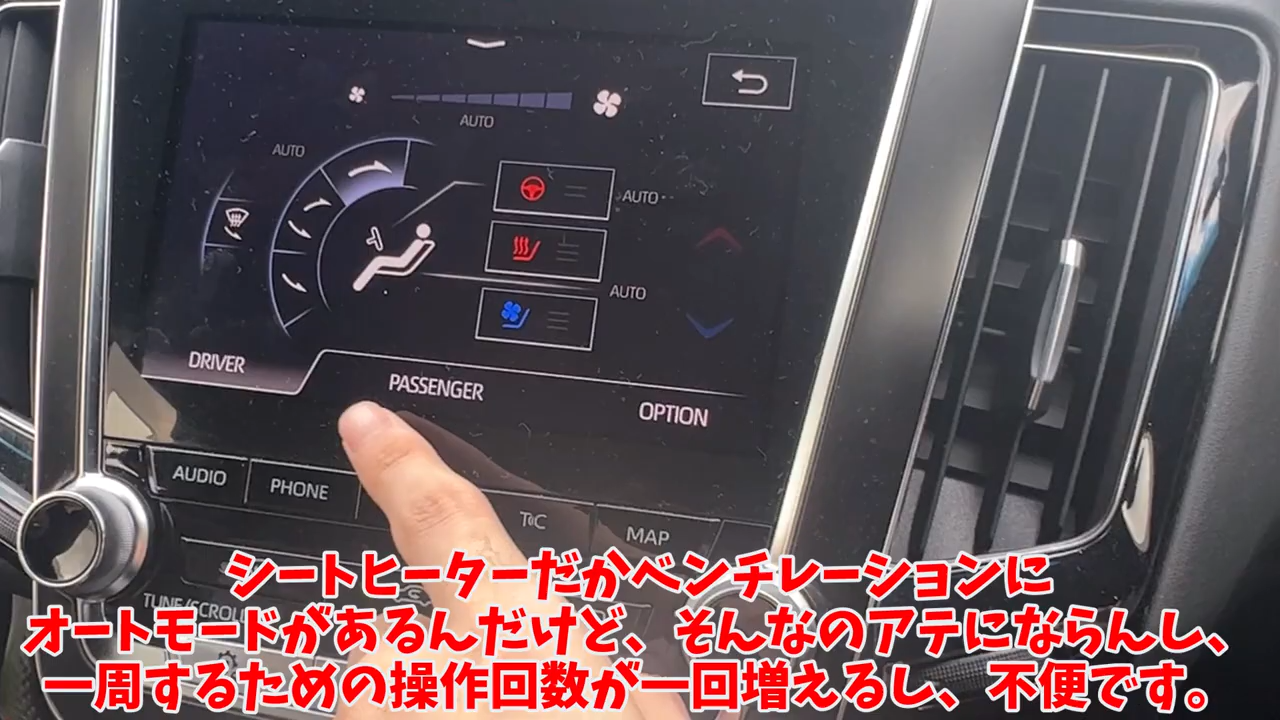 AUTO
AUTO
AUTO
AUTO
DRIVER
PASSENGER
OPTION
AUDIO
PHONE
TC
MAP
TUNE/SCROLL
シートヒーターだかベンチレーションに
オートモードがあるんだけど、そんなのアテにならんし、
一周するための操作回数が一回増えるし、不便です。